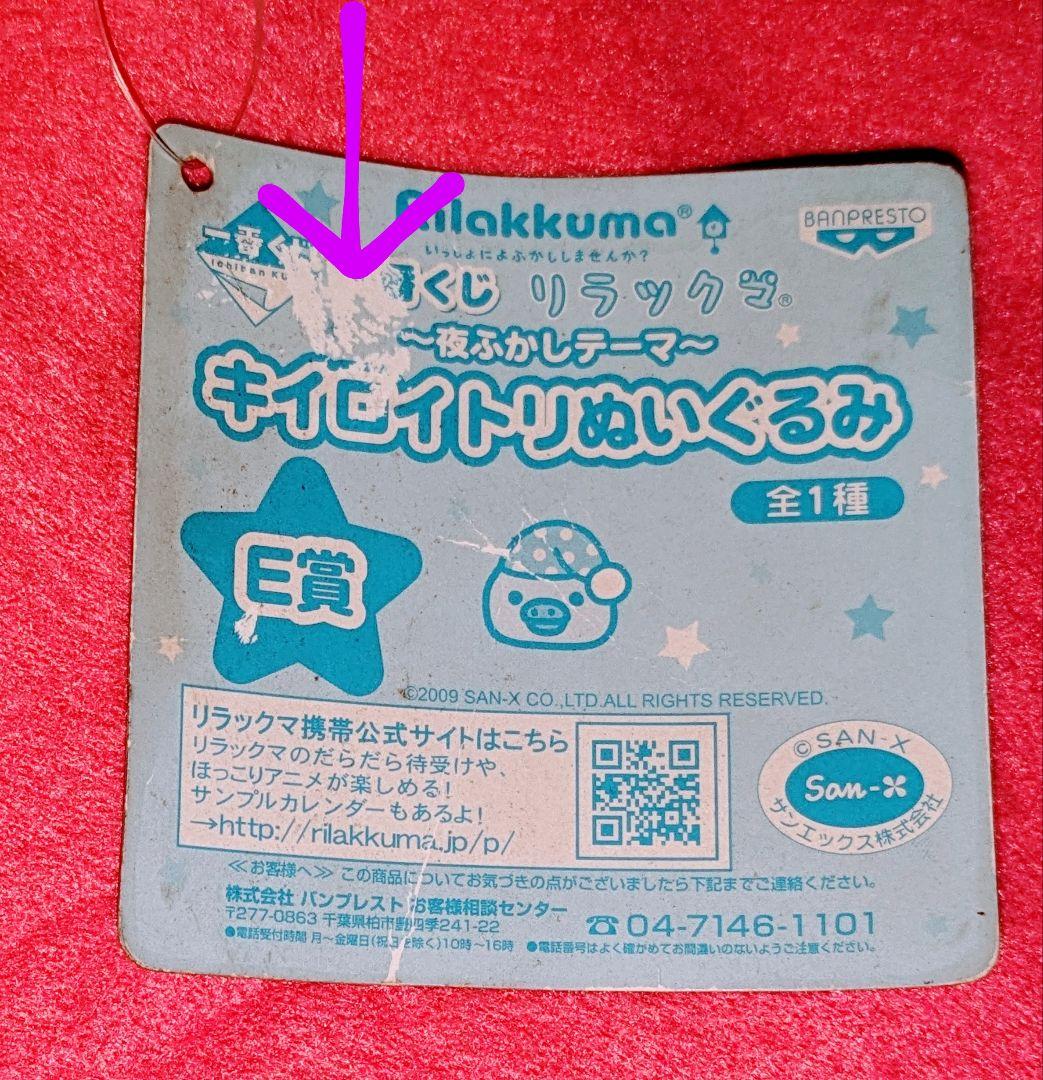 Rilakkuma®
BANPRESTO
一番くじ
いっしょによふかししませんか?
番くじ リラックマ®
～夜ふかしテーマ～
キイロイトリぬいぐるみ
全1種
E賞
©2009 SAN-X CO.,LTD.ALL RIGHTS RESERVED.
リラックマ携帯公式サイトはこちら
リラックマのだらだら待受けや、
ほっこりアニメが楽しめる!
サンプルカレンダーもあるよ!
→http://rilakkuma.jp/p/
©SAN-X
San-X
サンエックス株式会社
≪お客様へ≫ この商品についてお気づきの点がございましたら下記までご連絡ください。
株式会社 バンプレスト お客様相談センター
〒277-0863 千葉県柏市豊四季241-22
☎04-7146-1101
●電話受付時間 月～金曜日(祝日を除く)10時～16時 ●電話番号はよく確かめてお間違いのないようご注意ください。